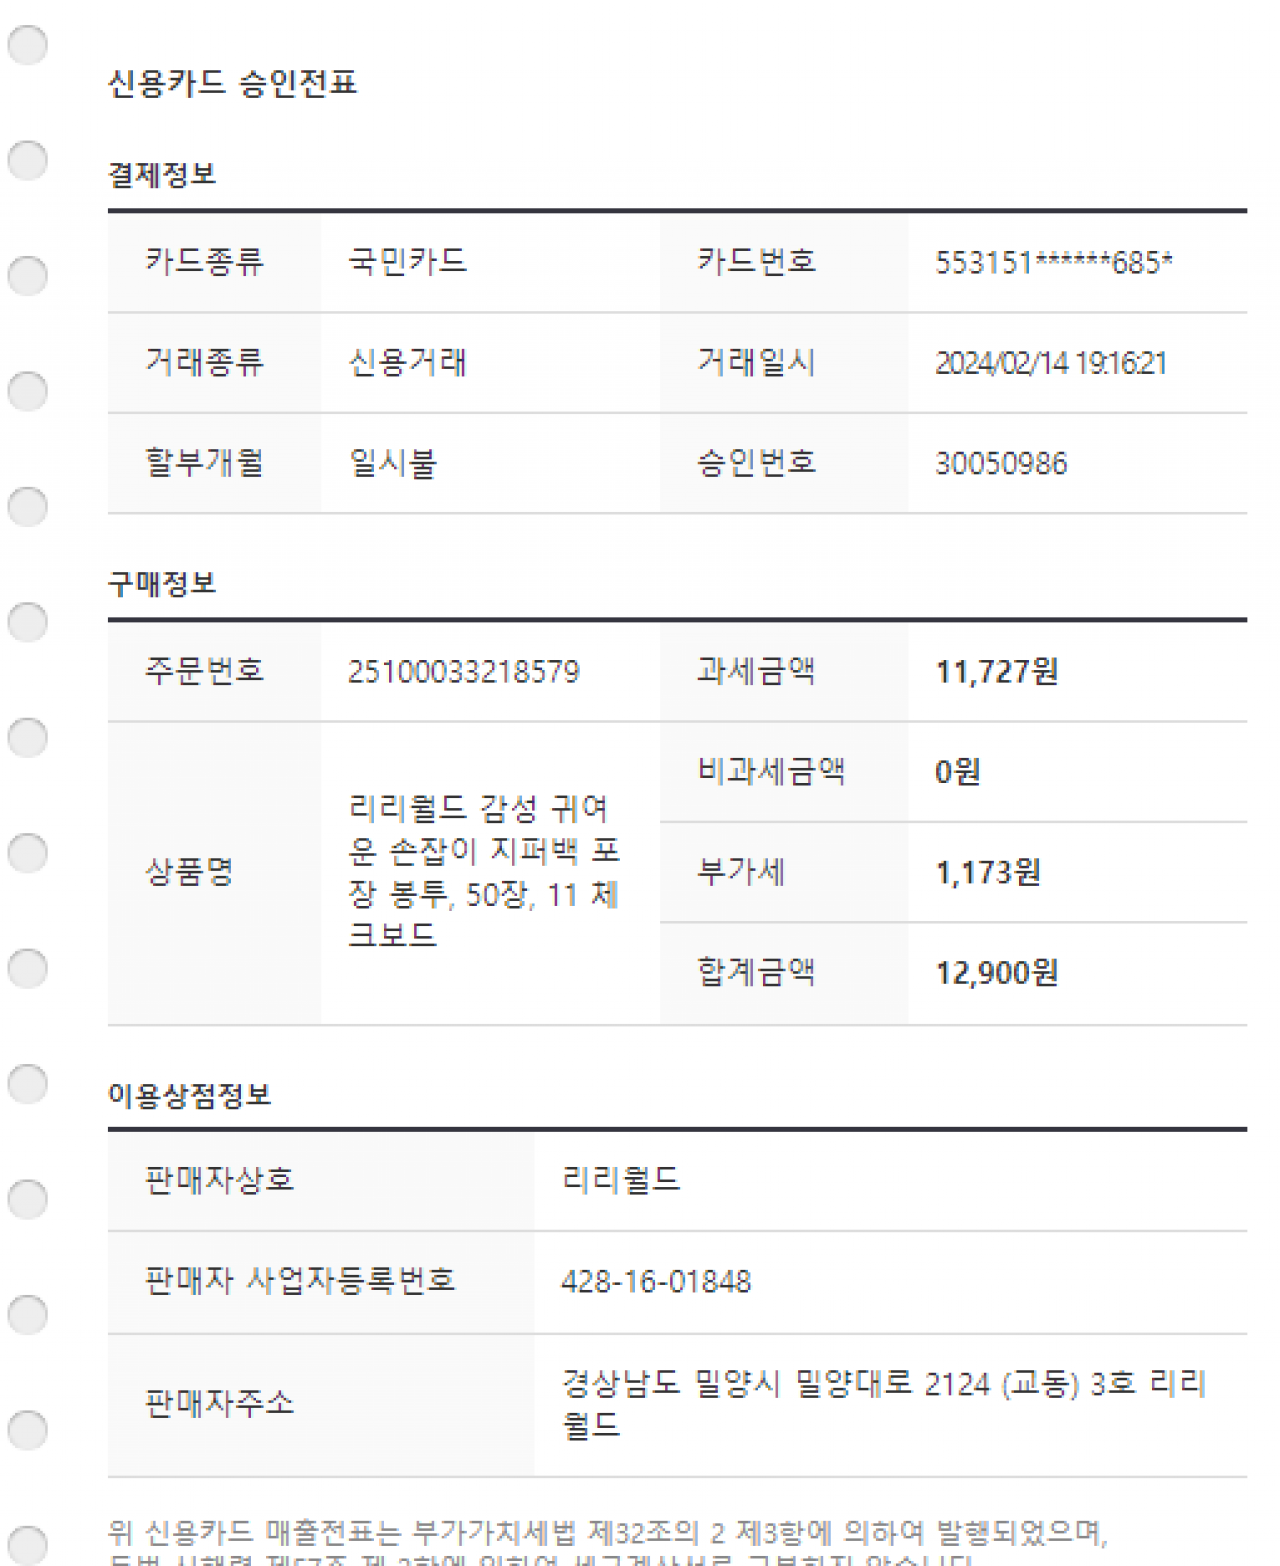 신용카드 승인전표
결제정보
카드종류 국민카드 카드번호 553151******685*
거래종류 신용거래 거래일시 2024/02/14 19:16:21
할부개월 일시불 승인번호 30050986
구매정보
주문번호 25100033218579 과세금액 11,727원
비과세금액 0원
상품명
리리월드 감성 귀여
운 손잡이 지퍼백 포
장 봉투, 50장, 11 체
크보드
부가세 1,173원
합계금액 12,900원
이용상점정보
판매자상호 리리월드
판매자 사업자등록번호 428-16-01848
판매자주소
경상남도 밀양시 밀양대로 2124 (교동) 3호 리리
월드
위 신용카드 매출전표는 부가가치세법 제32조의 2 제3항에 의하여 발행되었으며,